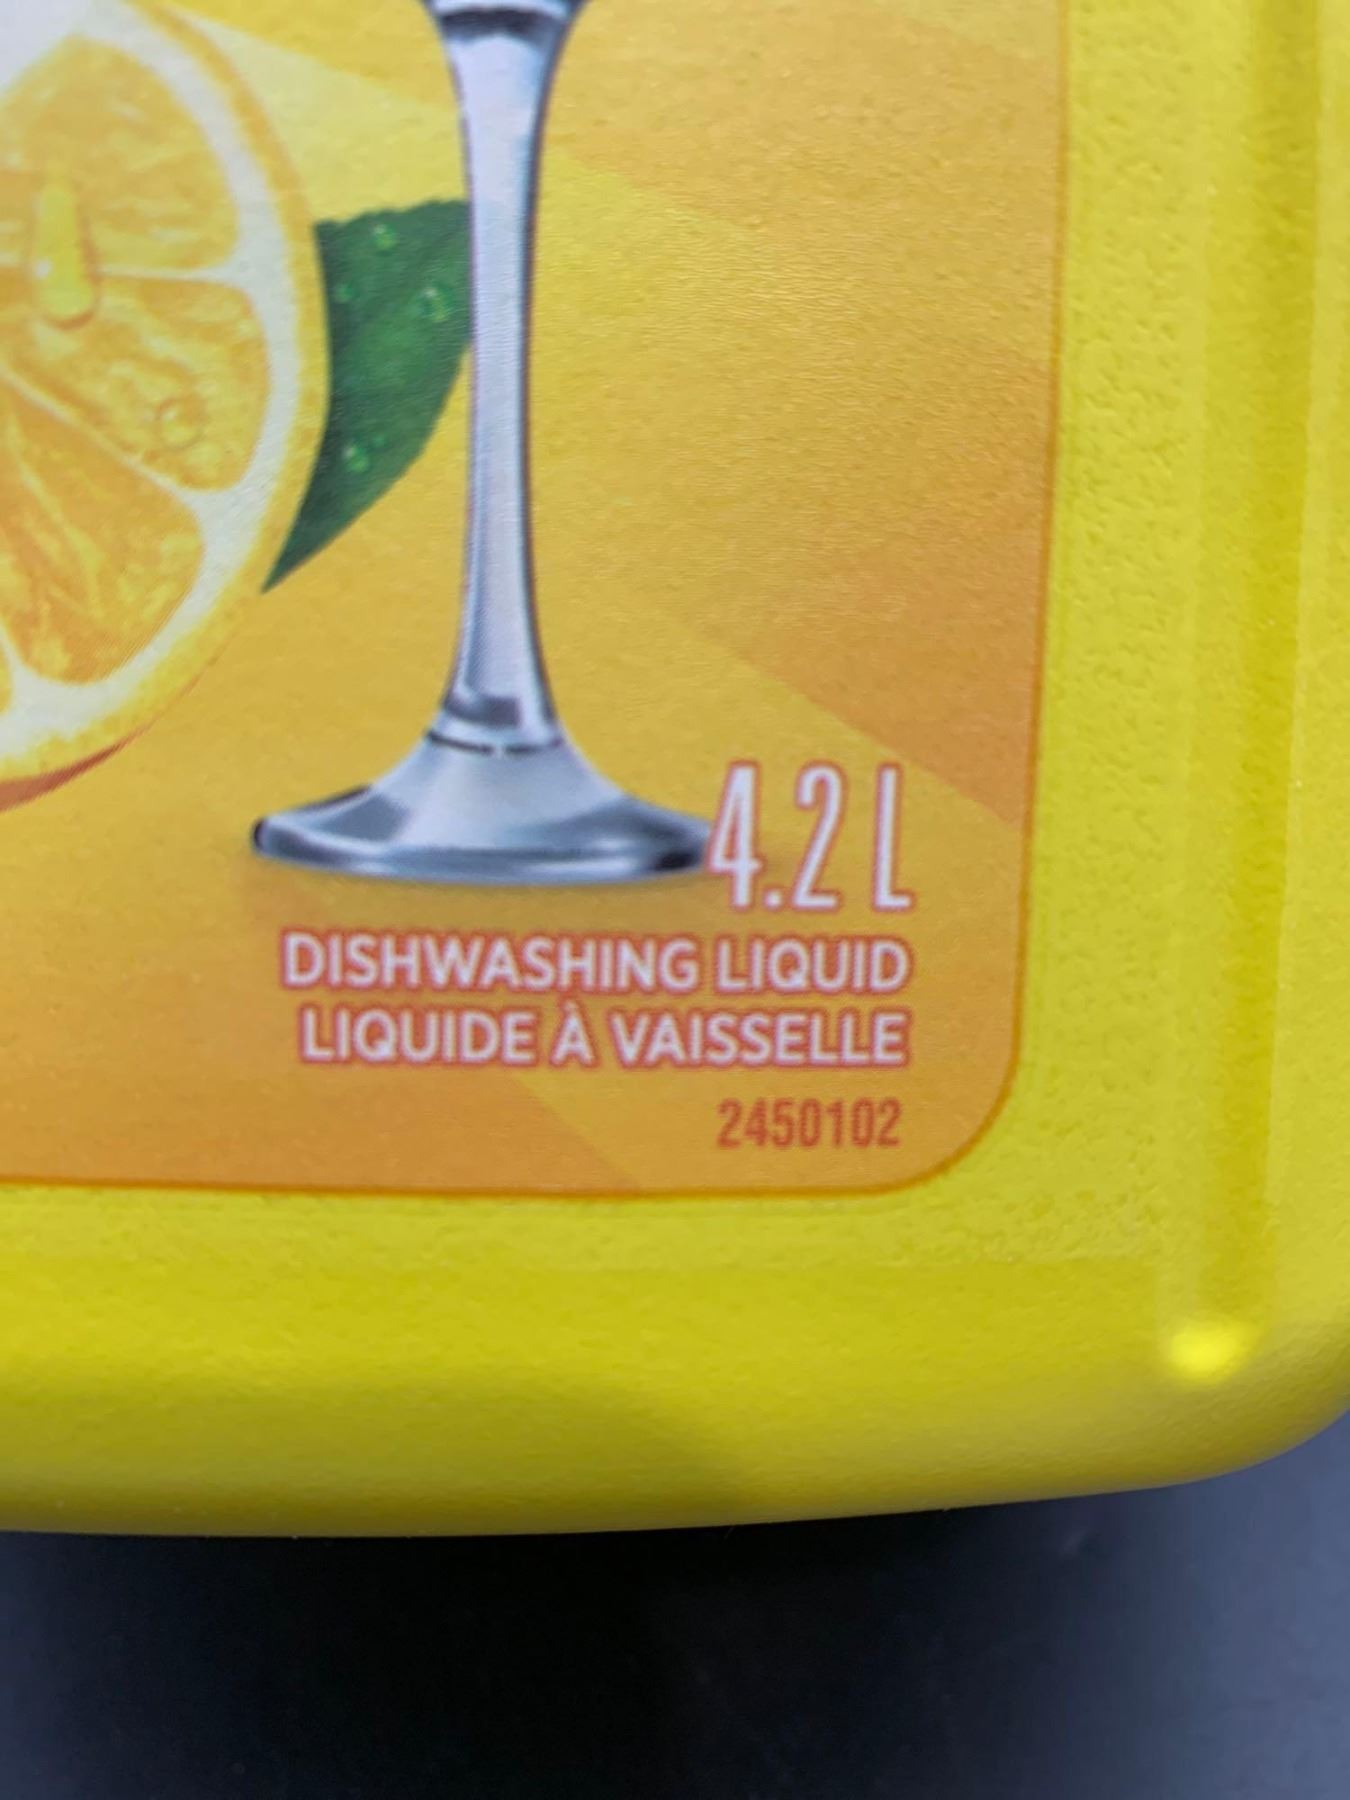 4.2 L
DISHWASHING LIQUID
LIQUIDE À VAISSELLE
2450102